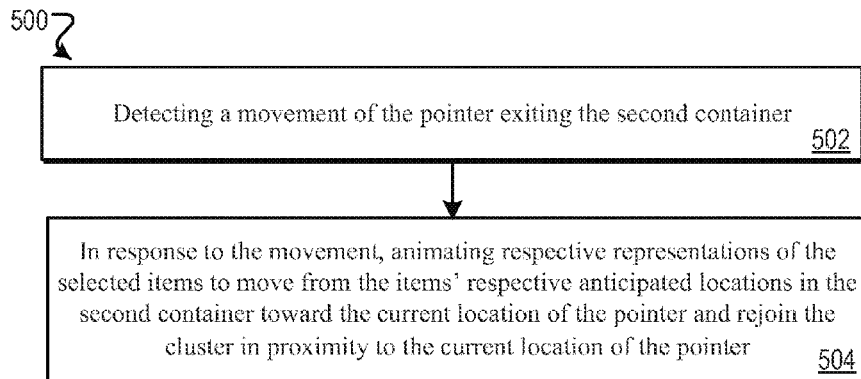 500
Detecting a movement of the pointer exiting the second container
502
In response to the movement, animating respective representations of the
selected items to move from the items' respective anticipated locations in the
second container toward the current location of the pointer and rejoin the
cluster in proximity to the current location of the pointer
504